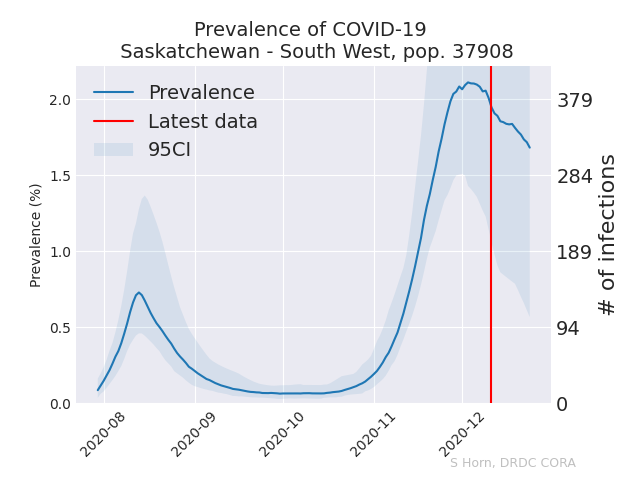 Prevalence of COVID-19
Saskatchewan - South West, pop. 37908
Prevalence
Latest data
95CI
Prevalence (%)
2.0
1.5
1.0
0.5
0.0
379
284
189
94
0
# of infections
2020-08
2020-09
2020-10
2020-11
2020-12
S Horn, DRDC CORA